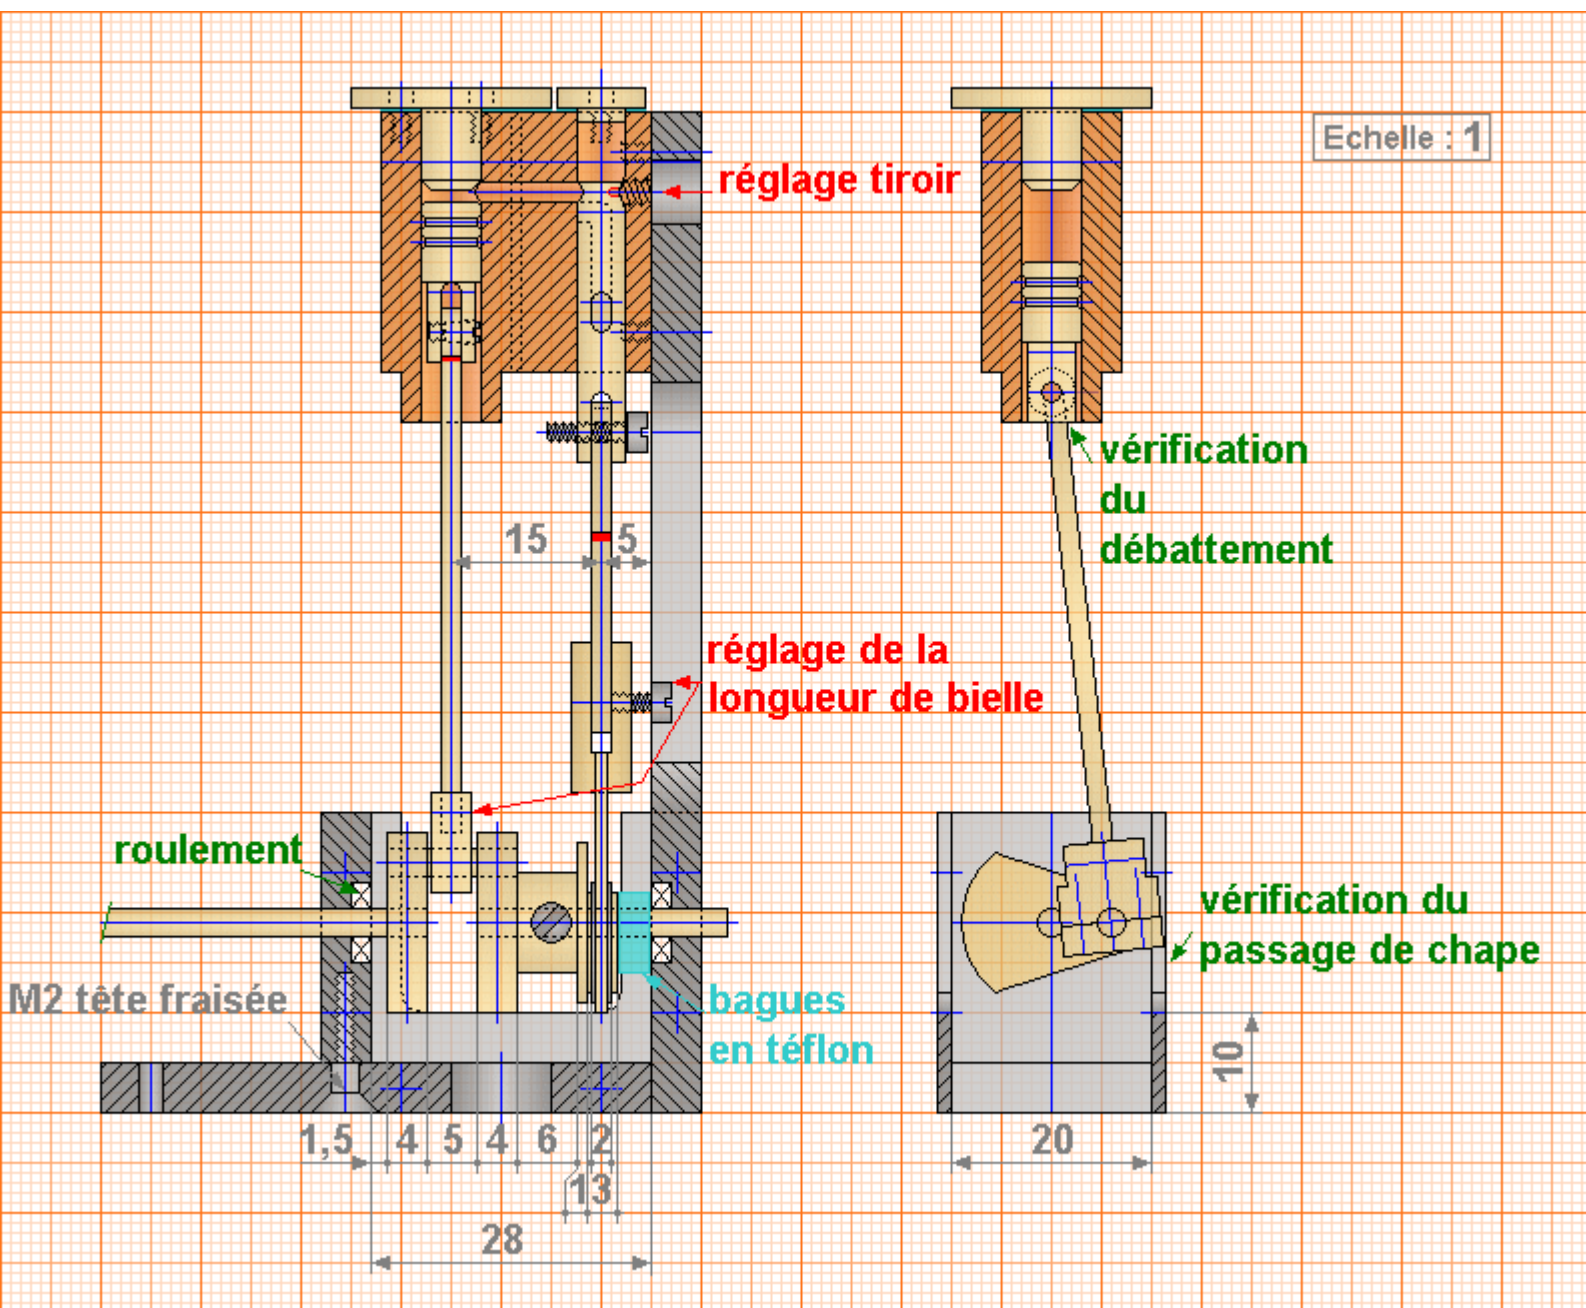 Echelle : 1
réglage tiroir
vérification
du
débattement
15
5
réglage de la
longueur de bielle
roulement
vérification du
passage de chape
M2 tête fraisée
bagues
en téflon
10
1,5
4
5
4
6
2
20
13
28